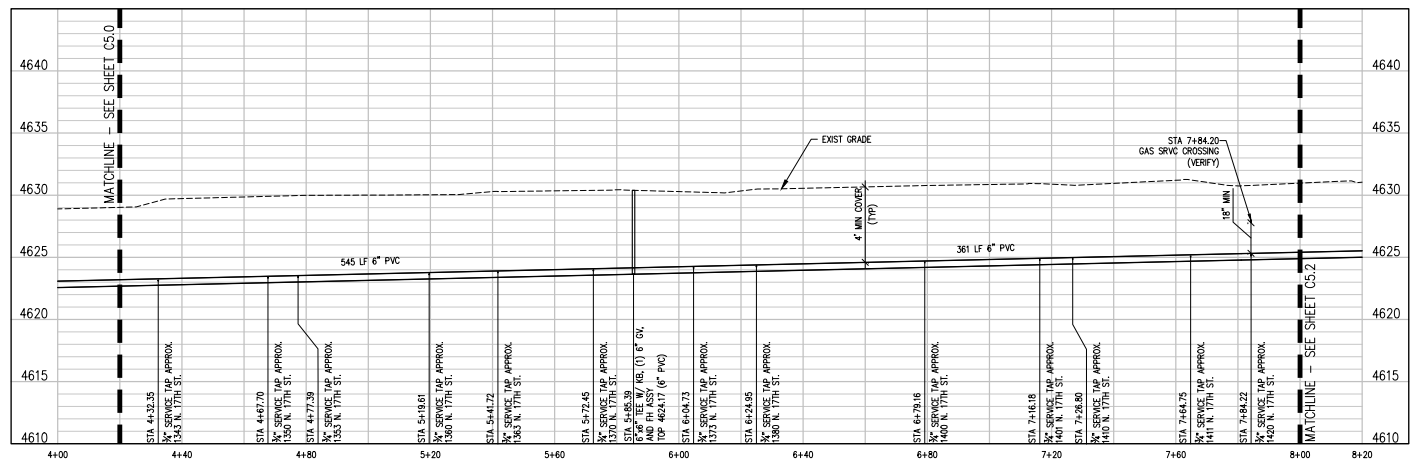 4640
4635
4630
4625
4620
4615
4610
MATCHLINE - SEE SHEET C5.0
EXIST GRADE
STA 7+84.20
GAS SRVC CROSSING
(VERIFY)
18" MIN
4' MIN COVER
(TYP)
545 LF 6" PVC
361 LF 6" PVC
STA 4+32.35
¾" SERVICE TAP APPROX.
1343 N. 17TH ST.
STA 4+67.70
¾" SERVICE TAP APPROX.
1350 N. 17TH ST.
STA 4+77.39
¾" SERVICE TAP APPROX.
1353 N. 17TH ST.
STA 5+19.61
¾" SERVICE TAP APPROX.
1360 N. 17TH ST.
STA 5+41.72
¾" SERVICE TAP APPROX.
1363 N. 17TH ST.
STA 5+72.45
¾" SERVICE TAP APPROX.
1370 N. 17TH ST.
STA 5+85.39
6"x6" TEE W/ KB, (1) 6" GV,
AND FH ASSY
TOP 4624.17 (6" PVC)
STA 6+04.73
¾" SERVICE TAP APPROX.
1373 N. 17TH ST.
STA 6+24.95
¾" SERVICE TAP APPROX.
1380 N. 17TH ST.
STA 6+79.16
¾" SERVICE TAP APPROX.
1400 N. 17TH ST.
STA 7+16.18
¾" SERVICE TAP APPROX.
1401 N. 17TH ST.
STA 7+26.80
¾" SERVICE TAP APPROX.
1410 N. 17TH ST.
STA 7+64.75
¾" SERVICE TAP APPROX.
1411 N. 17TH ST.
STA 7+84.22
¾" SERVICE TAP APPROX.
1420 N. 17TH ST.
MATCHLINE - SEE SHEET C5.2
4640
4635
4630
4625
4620
4615
4610
4+00
4+40
4+80
5+20
5+60
6+00
6+40
6+80
7+20
7+60
8+00
8+20